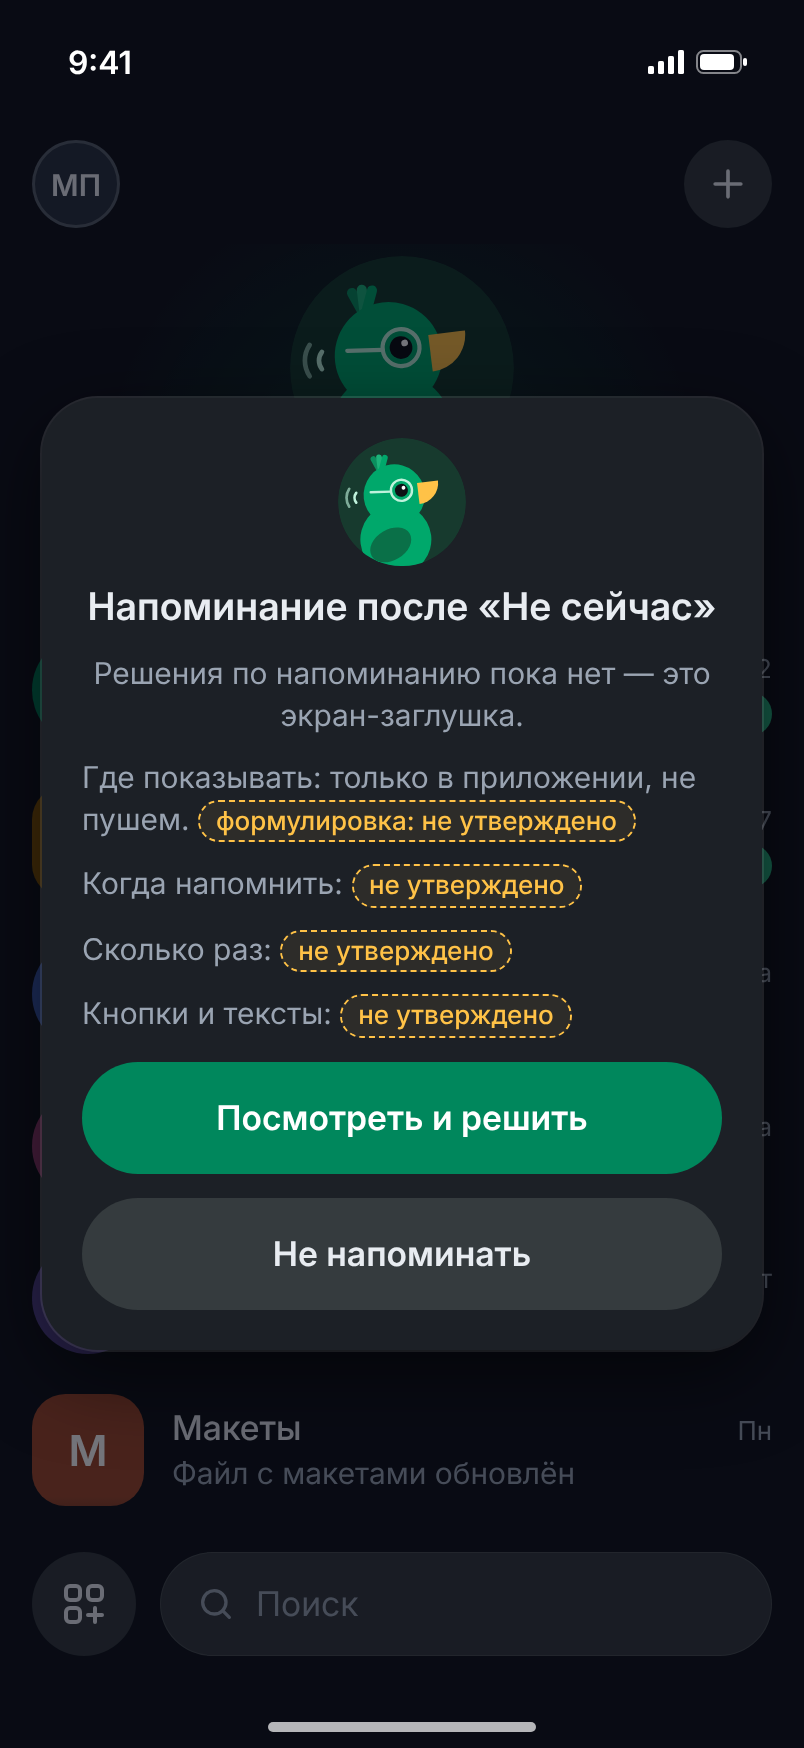 9:41
МП
Напоминание после «Не сейчас»
Решения по напоминанию пока нет — это
экран-заглушка.
Где показывать: только в приложении, не
пушем. формулировка: не утверждено
Когда напомнить: не утверждено
Сколько раз: не утверждено
Кнопки и тексты: не утверждено
Посмотреть и решить
Не напоминать
М
Макеты
Пн
Файл с макетами обновлён
Поиск